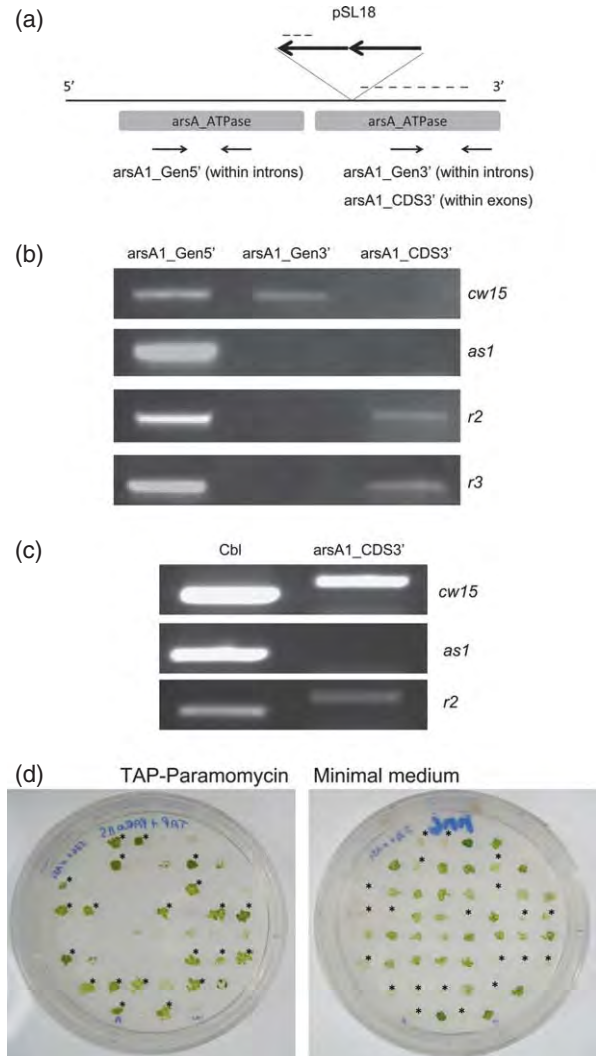 (a)
pSL18
5’ 3’
arsA_ATPase arsA_ATPase
arsA1_Gen5’ (within introns) arsA1_Gen3’ (within introns)
arsA1_CDS3’ (within exons)
(b)
arsA1_Gen5’ arsA1_Gen3’ arsA1_CDS3’
cw15
as1
r2
r3
(c)
Cbl arsA1_CDS3’
cw15
as1
r2
(d)
TAP-Paramomycin Minimal medium